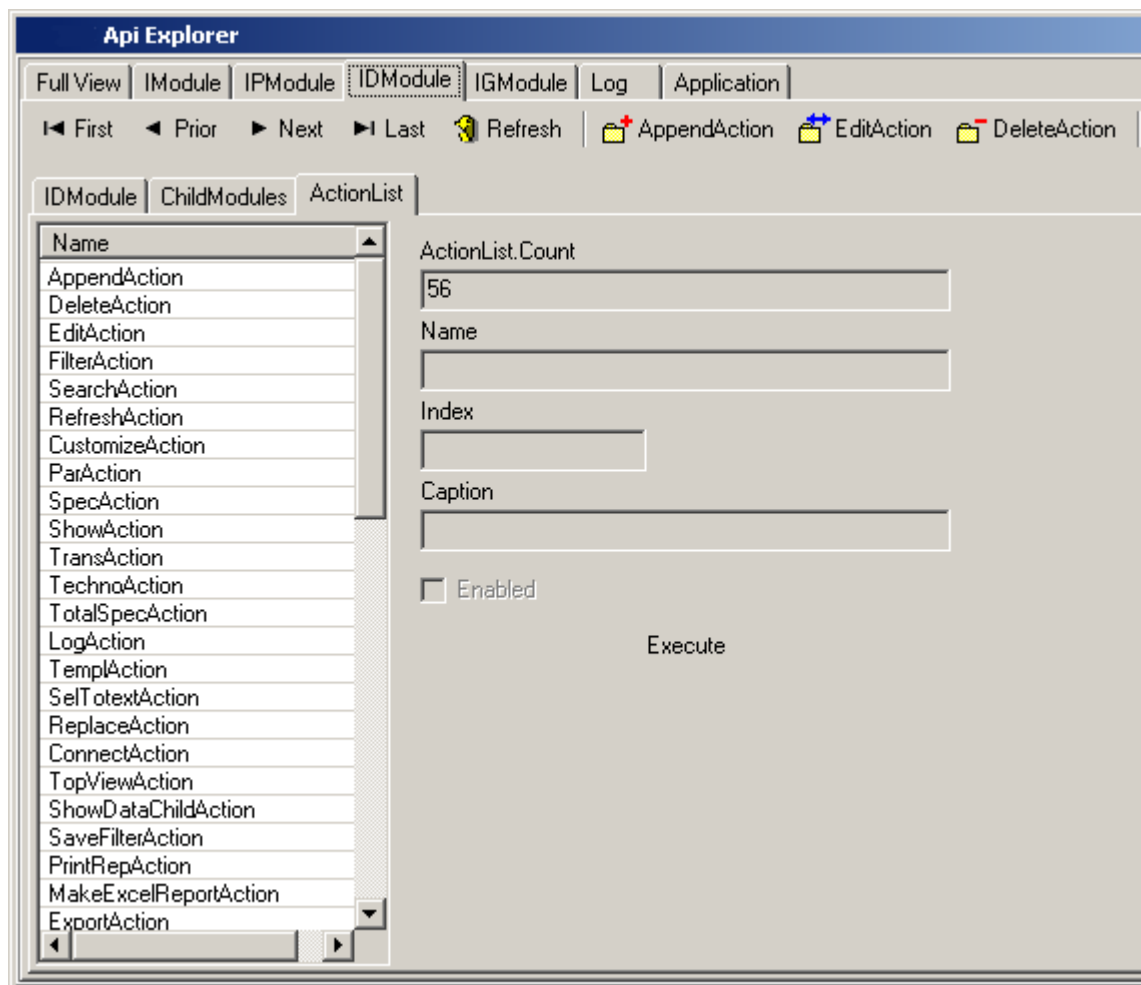 Api Explorer
Full View IModule IPModule IDModule IGModule Log Application
First Prior Next Last Refresh AppendAction EditAction DeleteAction
IDModule ChildModules ActionList
Name
AppendAction
DeleteAction
EditAction
FilterAction
SearchAction
RefreshAction
CustomizeAction
ParAction
SpecAction
ShowAction
TransAction
TechnoAction
TotalSpecAction
LogAction
TemplAction
SelTotextAction
ReplaceAction
ConnectAction
TopViewAction
ShowDataChildAction
SaveFilterAction
PrintRepAction
MakeExcelReportAction
ExportAction
ActionList.Count
56
Name
Index
Caption
Enabled
Execute